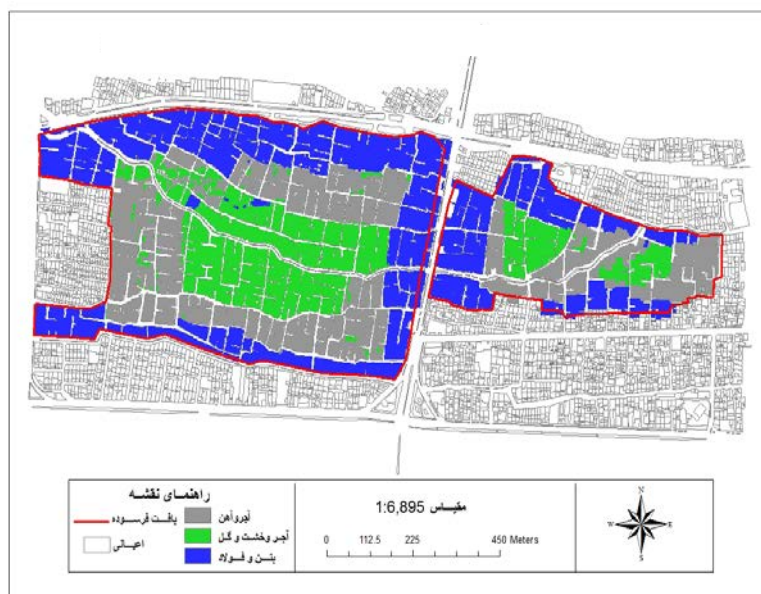 راهنمای نقشه
بافت فرسوده
اعیانی
آجروآهن
آجر وخشت و گل
بتن و فولاد
مقیاس 1:6,895
0 112.5 225 450 Meters
N
W E
S